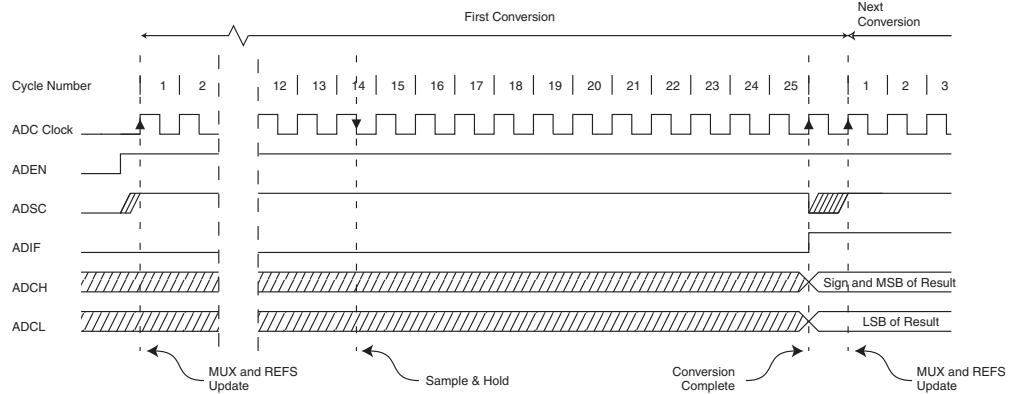 First Conversion
Next
Conversion
Cycle Number 1 2 12 13 14 15 16 17 18 19 20 21 22 23 24 25 1 2 3
ADC Clock
ADEN
ADSC
ADIF
ADCH Sign and MSB of Result
ADCL LSB of Result
MUX and REFS
Update
Sample & Hold
Conversion
Complete
MUX and REFS
Update